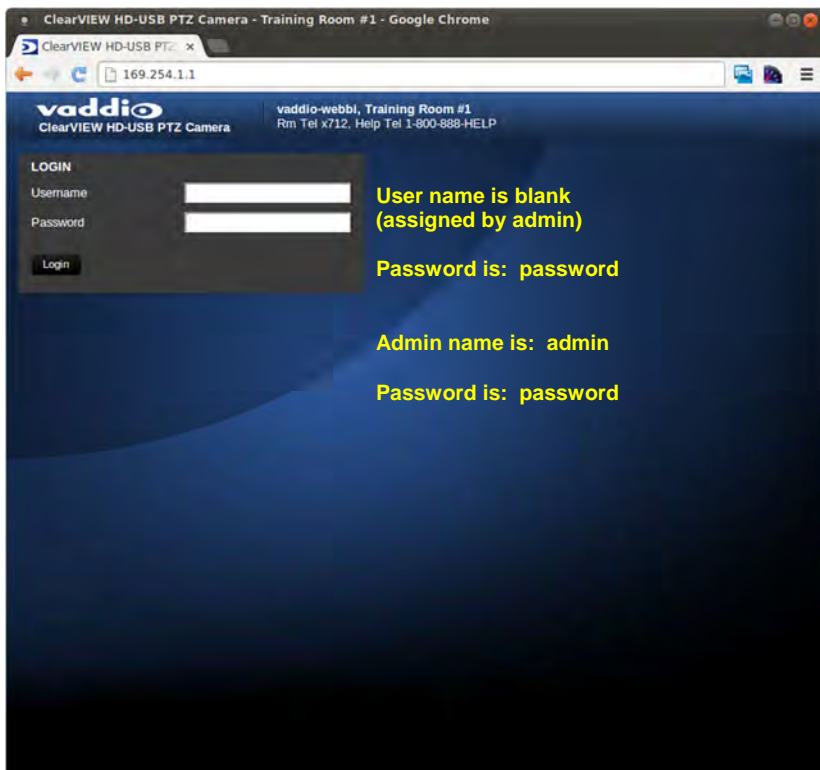 ClearVIEW HD-USB PTZ Camera - Training Room #1 - Google Chrome
ClearVIEW HD-USB PTZ
169.254.1.1
vaddio
ClearVIEW HD-USB PTZ Camera
vaddio-webbi, Training Room #1
Rm Tel x712, Help Tel 1-800-888-HELP
LOGIN
Username
Password
Login
User name is blank
(assigned by admin)
Password is: password
Admin name is: admin
Password is: password